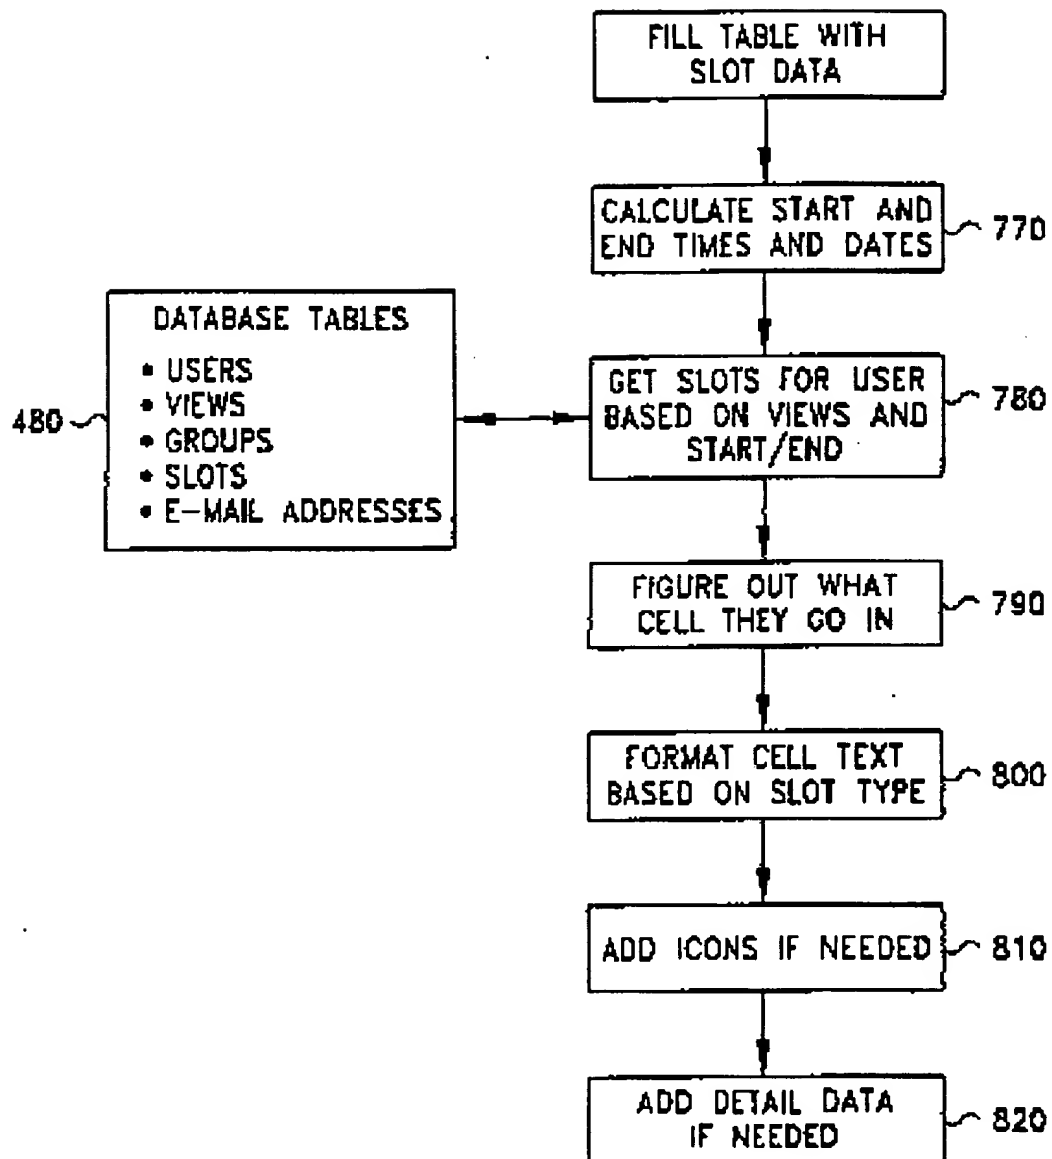 FILL TABLE WITH
SLOT DATA
CALCULATE START AND
END TIMES AND DATES
770
DATABASE TABLES
• USERS
• VIEWS
• GROUPS
• SLOTS
• E-MAIL ADDRESSES
480
GET SLOTS FOR USER
BASED ON VIEWS AND
START/END
780
FIGURE OUT WHAT
CELL THEY GO IN
790
FORMAT CELL TEXT
BASED ON SLOT TYPE
800
ADD ICONS IF NEEDED
810
ADD DETAIL DATA
IF NEEDED
820